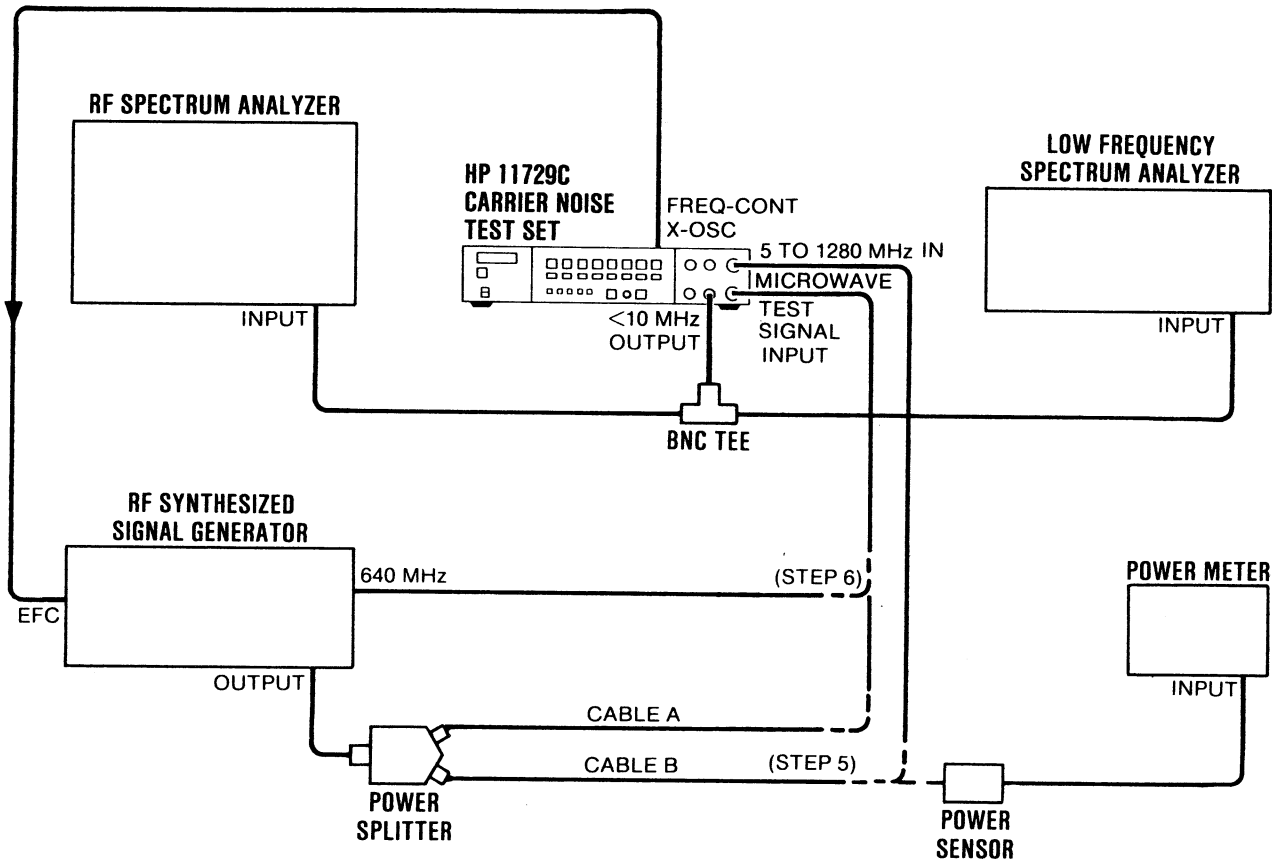 RF SPECTRUM ANALYZER
INPUT
HP 11729C
CARRIER NOISE
TEST SET
FREQ-CONT
X-OSC
5 TO 1280 MHz IN
MICROWAVE
TEST
SIGNAL
INPUT
<10 MHz
OUTPUT
LOW FREQUENCY
SPECTRUM ANALYZER
INPUT
BNC TEE
RF SYNTHESIZED
SIGNAL GENERATOR
640 MHz
(STEP 6)
EFC
OUTPUT
POWER METER
INPUT
CABLE A
CABLE B
(STEP 5)
POWER
SPLITTER
POWER
SENSOR